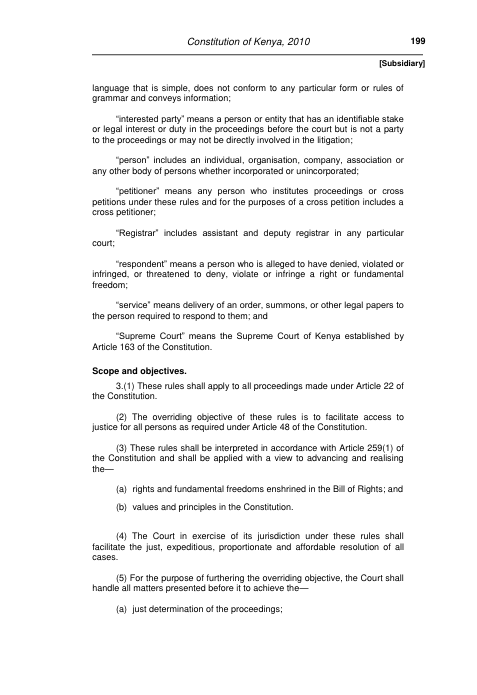 Constitution of Kenya, 2010 199
[Subsidiary]
language that is simple, does not conform to any particular form or rules of
grammar and conveys information;
“interested party” means a person or entity that has an identifiable stake
or legal interest or duty in the proceedings before the court but is not a party
to the proceedings or may not be directly involved in the litigation;
“person” includes an individual, organisation, company, association or
any other body of persons whether incorporated or unincorporated;
“petitioner” means any person who institutes proceedings or cross
petitions under these rules and for the purposes of a cross petition includes a
cross petitioner;
“Registrar” includes assistant and deputy registrar in any particular
court;
“respondent” means a person who is alleged to have denied, violated or
infringed, or threatened to deny, violate or infringe a right or fundamental
freedom;
“service” means delivery of an order, summons, or other legal papers to
the person required to respond to them; and
“Supreme Court” means the Supreme Court of Kenya established by
Article 163 of the Constitution.
Scope and objectives.
3.(1) These rules shall apply to all proceedings made under Article 22 of
the Constitution.
(2) The overriding objective of these rules is to facilitate access to
justice for all persons as required under Article 48 of the Constitution.
(3) These rules shall be interpreted in accordance with Article 259(1) of
the Constitution and shall be applied with a view to advancing and realising
the—
(a) rights and fundamental freedoms enshrined in the Bill of Rights; and
(b) values and principles in the Constitution.
(4) The Court in exercise of its jurisdiction under these rules shall
facilitate the just, expeditious, proportionate and affordable resolution of all
cases.
(5) For the purpose of furthering the overriding objective, the Court shall
handle all matters presented before it to achieve the—
(a) just determination of the proceedings;